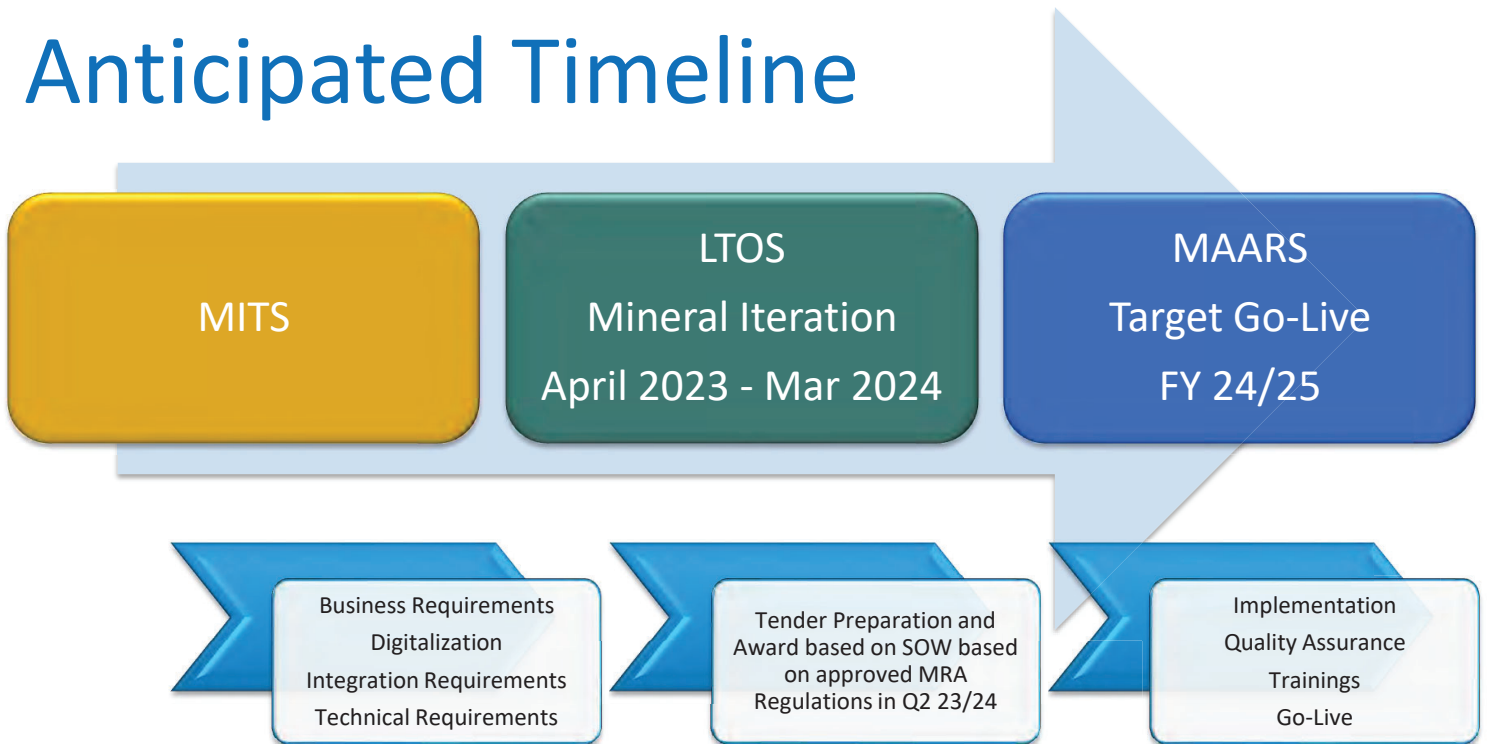 Anticipated Timeline
MITS
LTOS
Mineral Iteration
April 2023 - Mar 2024
MAARS
Target Go-Live
FY 24/25
Business Requirements
Digitalization
Integration Requirements
Technical Requirements
Tender Preparation and
Award based on SOW based
on approved MRA
Regulations in Q2 23/24
Implementation
Quality Assurance
Trainings
Go-Live